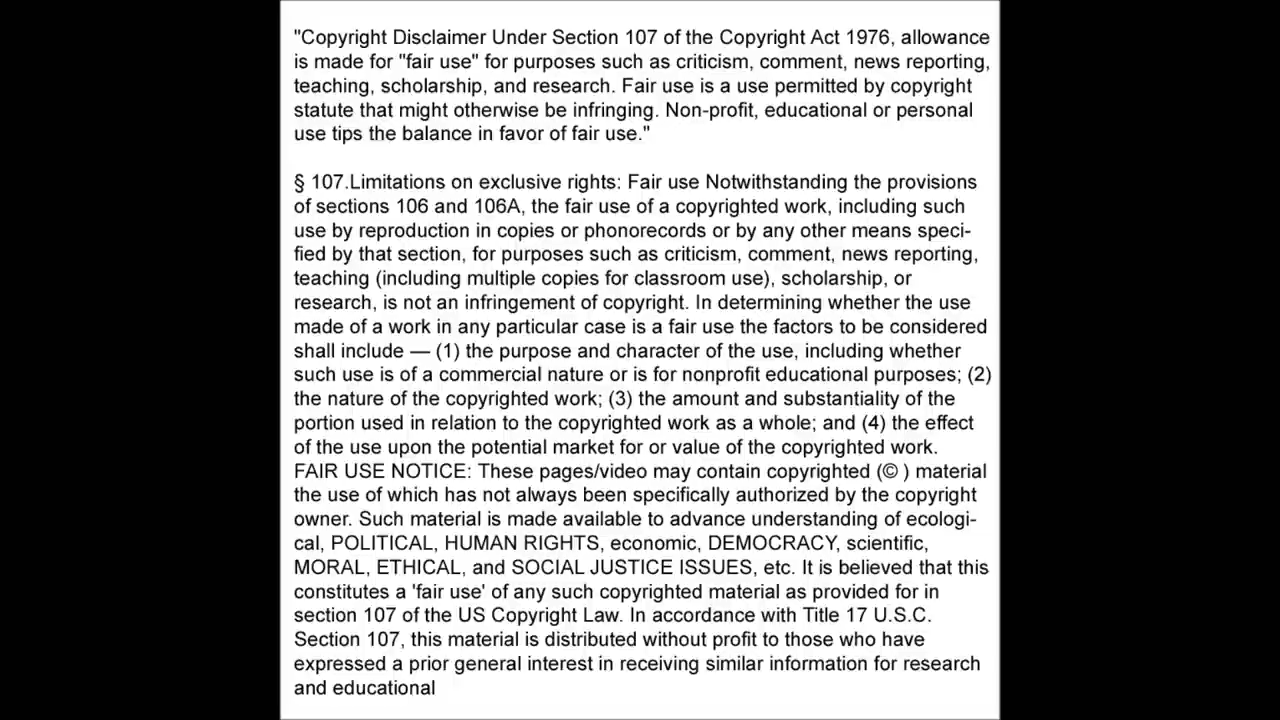 "Copyright Disclaimer Under Section 107 of the Copyright Act 1976, allowance
is made for "fair use" for purposes such as criticism, comment, news reporting,
teaching, scholarship, and research. Fair use is a use permitted by copyright
statute that might otherwise be infringing. Non-profit, educational or personal
use tips the balance in favor of fair use."
§ 107.Limitations on exclusive rights: Fair use Notwithstanding the provisions
of sections 106 and 106A, the fair use of a copyrighted work, including such
use by reproduction in copies or phonorecords or by any other means speci-
fied by that section, for purposes such as criticism, comment, news reporting,
teaching (including multiple copies for classroom use), scholarship, or
research, is not an infringement of copyright. In determining whether the use
made of a work in any particular case is a fair use the factors to be considered
shall include — (1) the purpose and character of the use, including whether
such use is of a commercial nature or is for nonprofit educational purposes; (2)
the nature of the copyrighted work; (3) the amount and substantiality of the
portion used in relation to the copyrighted work as a whole; and (4) the effect
of the use upon the potential market for or value of the copyrighted work.
FAIR USE NOTICE: These pages/video may contain copyrighted (© ) material
the use of which has not always been specifically authorized by the copyright
owner. Such material is made available to advance understanding of ecologi-
cal, POLITICAL, HUMAN RIGHTS, economic, DEMOCRACY, scientific,
MORAL, ETHICAL, and SOCIAL JUSTICE ISSUES, etc. It is believed that this
constitutes a 'fair use' of any such copyrighted material as provided for in
section 107 of the US Copyright Law. In accordance with Title 17 U.S.C.
Section 107, this material is distributed without profit to those who have
expressed a prior general interest in receiving similar information for research
and educational